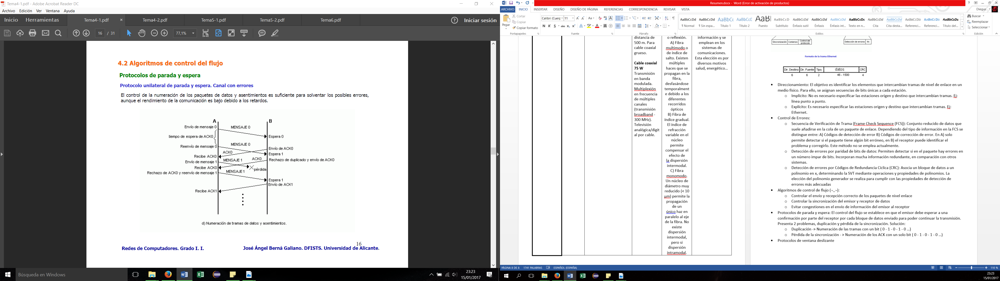 Tema4-1.pdf - Adobe Acrobat Reader DC
Archivo Edición Ver Ventana Ayuda
Inicio Herramientas Tema4-1.pdf × Tema4-2.pdf Tema5-1.pdf Tema5-2.pdf Tema6.pdf Iniciar sesión
16 / 31 77,1%
4.2 Algoritmos de control del flujo
Protocolos de parada y espera
Protocolo unilateral de parada y espera. Canal con errores
El control de la numeración de los paquetes de datos y asentimientos es suficiente para solventar los posibles errores,
aunque el rendimiento de la comunicación es bajo debido a los retardos.
A B
Envío de mensaje 0 MENSAJE 0
tiempo de espera de ACK0 Espera 0
Reenvío de mensaje 0 MENSAJE 0
Envío de ACK0
Recibe ACK0 ACK0 Espera 1
Envío de mensaje 1 MENSAJE 1 ACK0 Rechazo de duplicado y envío de ACK0
Recibe ACK0 pérdida
Rechazo de ACK0 y reenvío de mensaje 1 MENSAJE 1
Espera 1
Envío de ACK1
Recibe ACK1
d) Numeración de tramas de datos y asentimientos.
16
Redes de Computadores. Grado I. I. José Ángel Berná Galiano. DFISTS. Universidad de Alicante.
Búsqueda en Windows
23:23
15/01/2017
Resumen.docx - Word (Error de activación de productos)
ARCHIVO INICIO INSERTAR DISEÑO DISEÑO DE PÁGINA REFERENCIAS CORRESPONDENCIA REVISAR VISTA Diegus .
Pegar
Cortar
Copiar
Copiar formato
Portapapeles
Calibri (Cuerp 11
N K S abc x₂ x²
Fuente
Párrafo
AaBbCcDd AaBbCcDd AaBbCc AaBbCcC AaB AaBbCcD AaBbCcDd AaBbCcDd AaBbCcDd AaBbCcDc AaBbCcDd AaBbCcDd AaBbCcDd AaBbCcDd AaBbCcDc
¶ Normal ¶ Sin espa... Título 1 Título 2 Puesto Subtítulo Énfasis sutil Énfasis Énfasis int... Texto en n... Cita Cita desta... Referenci... Referenci... Título del...
Estilos
Buscar
Reemplazar
Seleccionar
Edición
distancia de
500 m. Para
cable coaxial
grueso.
Cable coaxial
75 W
Transmisión
en banda
modulada.
Multiplexión
en frecuencia
de múltiples
canales
(transmisión
broadband -
300 MHz).
Televisión
analógica/digit
al por cable.
o reflexión.
A) Fibra
multimodo o
de índice de
salto. Existen
múltiples
haces que se
propagan en la
fibra,
desfasándose
temporalment
e debido a los
diferentes
recorridos
ópticos
B) Fibra de
índice gradual.
El índice de
refracción
variable en el
núcleo
permite
compensar el
efecto de
la dispersión
intermodal.
C) Fibra
monomodo.
Un núcleo de
diámetro muy
reducido (< 10
μm) permite la
propagación
de un
único haz en
paralelo al eje
de la fibra. No
existe
dispersión
intermodal,
pero si
dispersión
intramodal.
información y se
emplean en los
sistemas de
comunicaciones.
Esta elección es por
diversos motivos
salud, energético...
Sincronización Comienzo Control del protocolo Detección de errores fin
Formato de la trama Ethernet
Dir. Destino Dir. Fuente Tipo datos CRC
6 6 2 46 - 1500 4
• Direccionamiento: El objetivo es identificar los elementos que intercambian tramas de nivel de enlace en un
medio físico. Para ello, se asignan secuencias de bits únicas a cada estación.
o Implícito: No es necesario especificar las estaciones origen y destino que intercambian tramas. Ej:
línea punto a punto.
o Explícito: Es necesario especificar las estaciones origen y destino que intercambian tramas. Ej:
Ethernet.
• Control de Errores:
o Secuencia de Verificación de Trama (Frame Check Sequence (FCS)): Conjunto reducido de datos que
suele añadirse en la cola de un paquete de enlace. Dependiendo del tipo de información en la FCS se
distingue entre: A) Códigos de detección de error B) Códigos de corrección de error. En A) solo
permite detectar si el paquete tiene algún bit erróneo, en B) el receptor puede identificar el
problema y corregirlo. Este método no se emplea actualmente.
o Detección de errores por paridad de bits de datos: Permiten detectar si en el paquete hay errores en
un número impar de bits. Incorporan mucha información redundante, en comparación con otros
sistemas.
o Detección de errores por Códigos de Redundancia Cíclica (CRC): Asocia un bloque de datos a un
polinomio en x, determinando la SVT mediante operaciones y propiedades de polinomios. La
elección del polinomio generador se realiza para cumplir con las propiedades de detección de
errores más adecuadas
• Algoritmos de control de flujo (¬_¬):
o Controlar el envío y recepción correcto de los paquetes de nivel enlace
o Controlar la sincronización del emisor y receptor de datos
o Evitar congestiones en el envío de información del emisor al receptor
• Protocolos de parada y espera: El control del flujo se establece en que el emisor debe esperar a una
confirmación por parte del receptor por cada bloque de datos enviado para poder continuar la transmisión.
Presenta 2 problemas, duplicación y pérdida de la sincronización. Solución:
o Duplicación -> Numeración de las tramas con un bit ( 0 - 1 - 0 - 1 - 0 ...)
o Pérdida de la sincronización - > Numeración de los ACK con un solo bit ( 0 - 1 - 0 - 1 - 0 ...)
• Protocolos de ventana deslizante
PÁGINA 8 DE 8 1741 PALABRAS ESPAÑOL (ESPAÑA) 110 %
23:23
15/01/2017